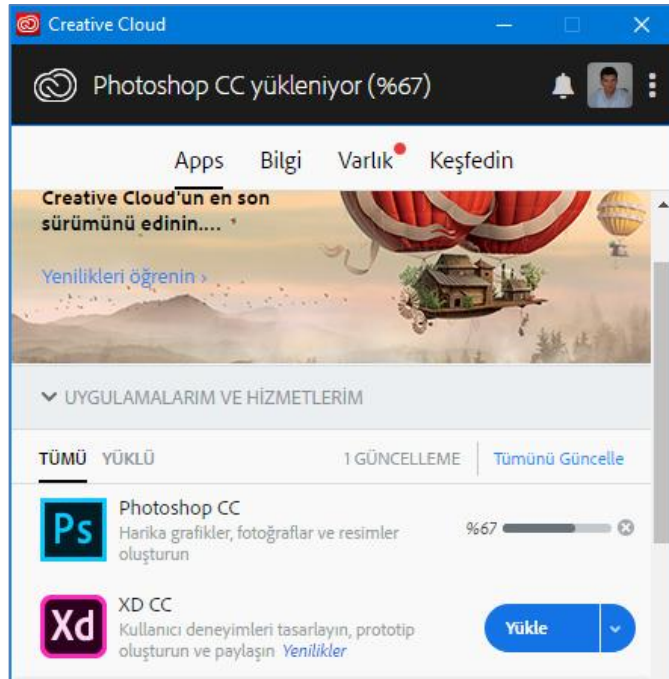 Creative Cloud
Photoshop CC yükleniyor (%67)
Apps Bilgi Varlık Keşfedin
Creative Cloud'un en son
sürümünü edinin....
Yenilikleri öğrenin ›
UYGULAMALARIM VE HİZMETLERİM
TÜMÜ YÜKLÜ 1 GÜNCELLEME Tümünü Güncelle
Ps
Photoshop CC
Harika grafikler, fotoğraflar ve resimler
oluşturun
%67
Xd
XD CC
Kullanıcı deneyimleri tasarlayın, prototip
oluşturun ve paylaşın Yenilikler
Yükle